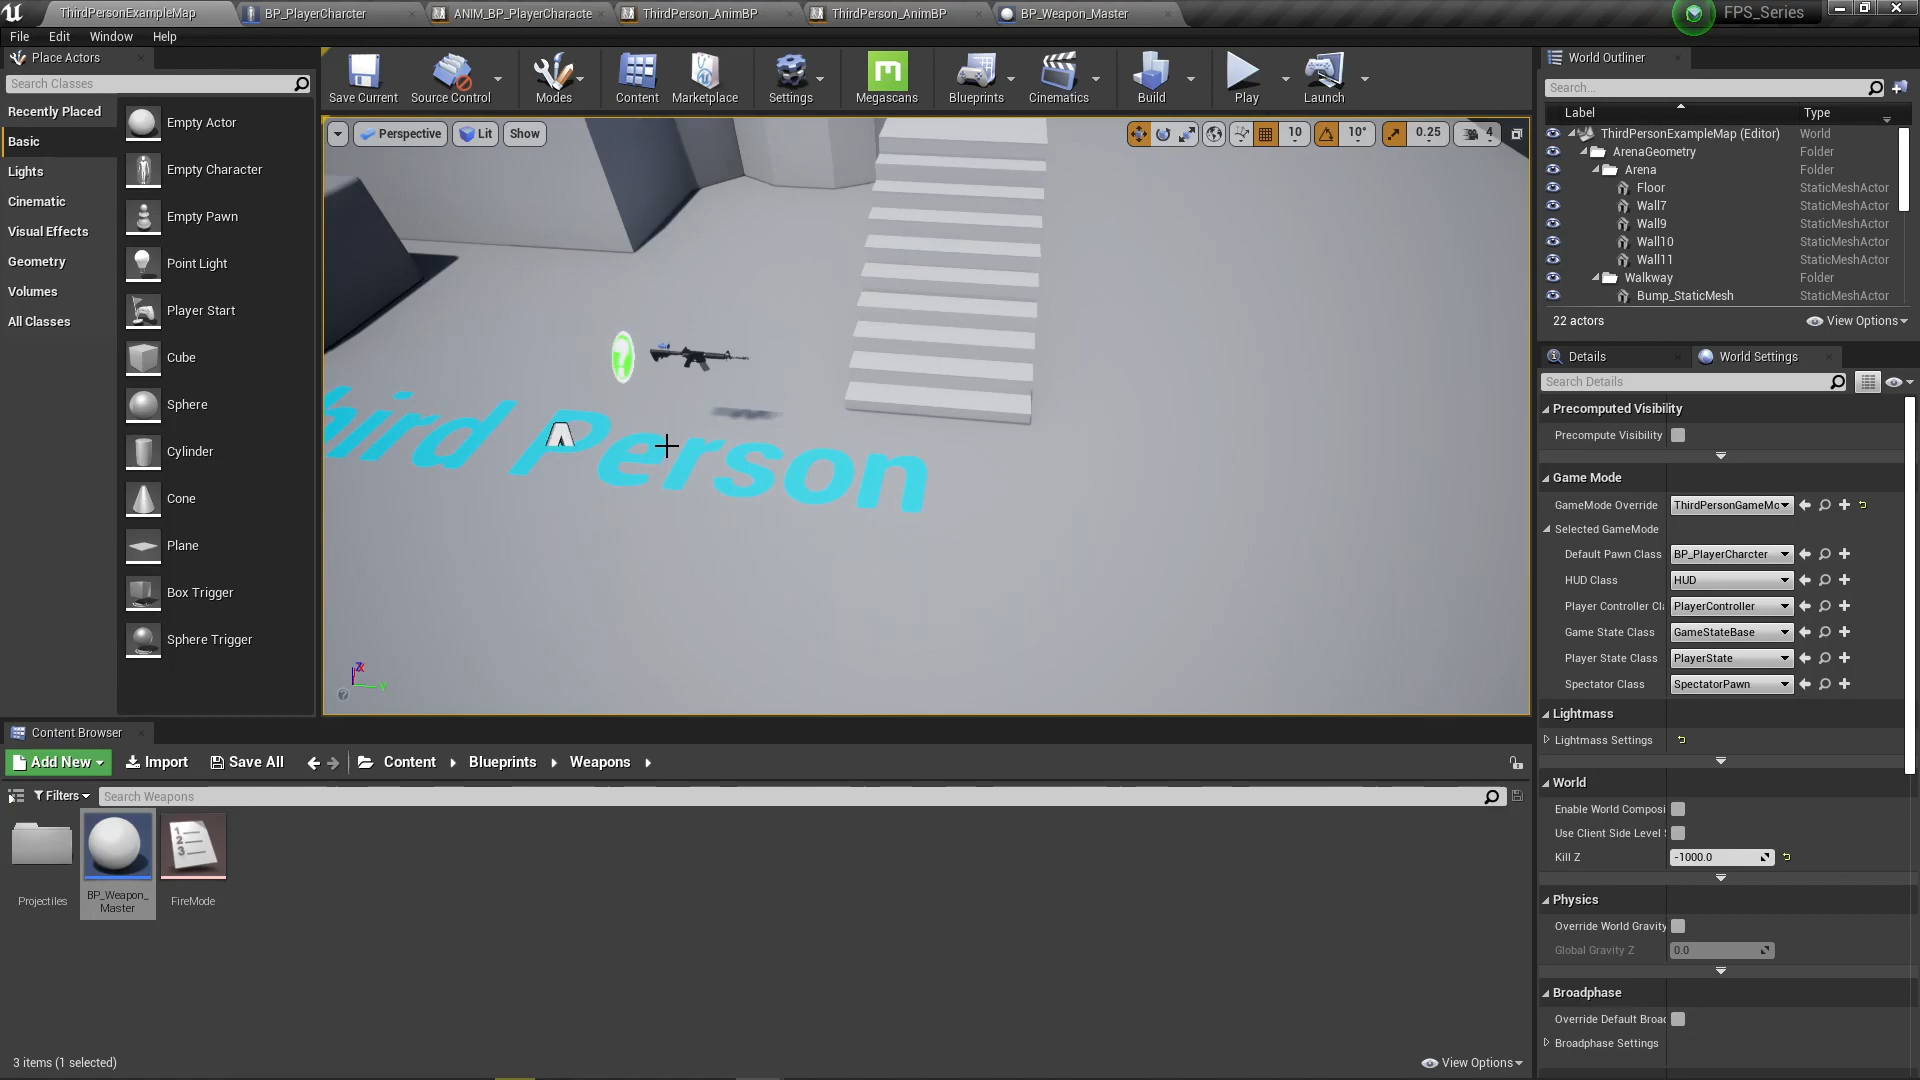 ThirdPersonExampleMap
BP_PlayerCharcter
ANIM_BP_PlayerCharacte
ThirdPerson_AnimBP
ThirdPerson_AnimBP
BP_Weapon_Master
FPS_Series
File
Edit
Window
Help
Place Actors
Search Classes
Recently Placed
Basic
Lights
Cinematic
Visual Effects
Geometry
Volumes
All Classes
Empty Actor
Empty Character
Empty Pawn
Point Light
Player Start
Cube
Sphere
Cylinder
Cone
Plane
Box Trigger
Sphere Trigger
Save Current
Source Control
Modes
Content
Marketplace
Settings
Megascans
Blueprints
Cinematics
Build
Play
Launch
Perspective
Lit
Show
10
10°
0.25
4
hird Person
World Outliner
Search...
Label
Type
ThirdPersonExampleMap (Editor)
World
ArenaGeometry
Folder
Arena
Folder
Floor
StaticMeshActor
Wall7
StaticMeshActor
Wall9
StaticMeshActor
Wall10
StaticMeshActor
Wall11
StaticMeshActor
Walkway
Folder
Bump_StaticMesh
StaticMeshActor
22 actors
View Options
Details
World Settings
Search Details
Precomputed Visibility
Precompute Visibility
Game Mode
GameMode Override
ThirdPersonGameMc
Selected GameMode
Default Pawn Class
BP_PlayerCharcter
HUD Class
HUD
Player Controller Cl
PlayerController
Game State Class
GameStateBase
Player State Class
PlayerState
Spectator Class
SpectatorPawn
Lightmass
Lightmass Settings
World
Enable World Composi
Use Client Side Level
Kill Z
-1000.0
Physics
Override World Gravity
Global Gravity Z
0.0
Broadphase
Override Default Broad
Broadphase Settings
Content Browser
Add New
Import
Save All
Content
Blueprints
Weapons
Filters
Search Weapons
Projectiles
BP_Weapon_
Master
FireMode
3 items (1 selected)
View Options